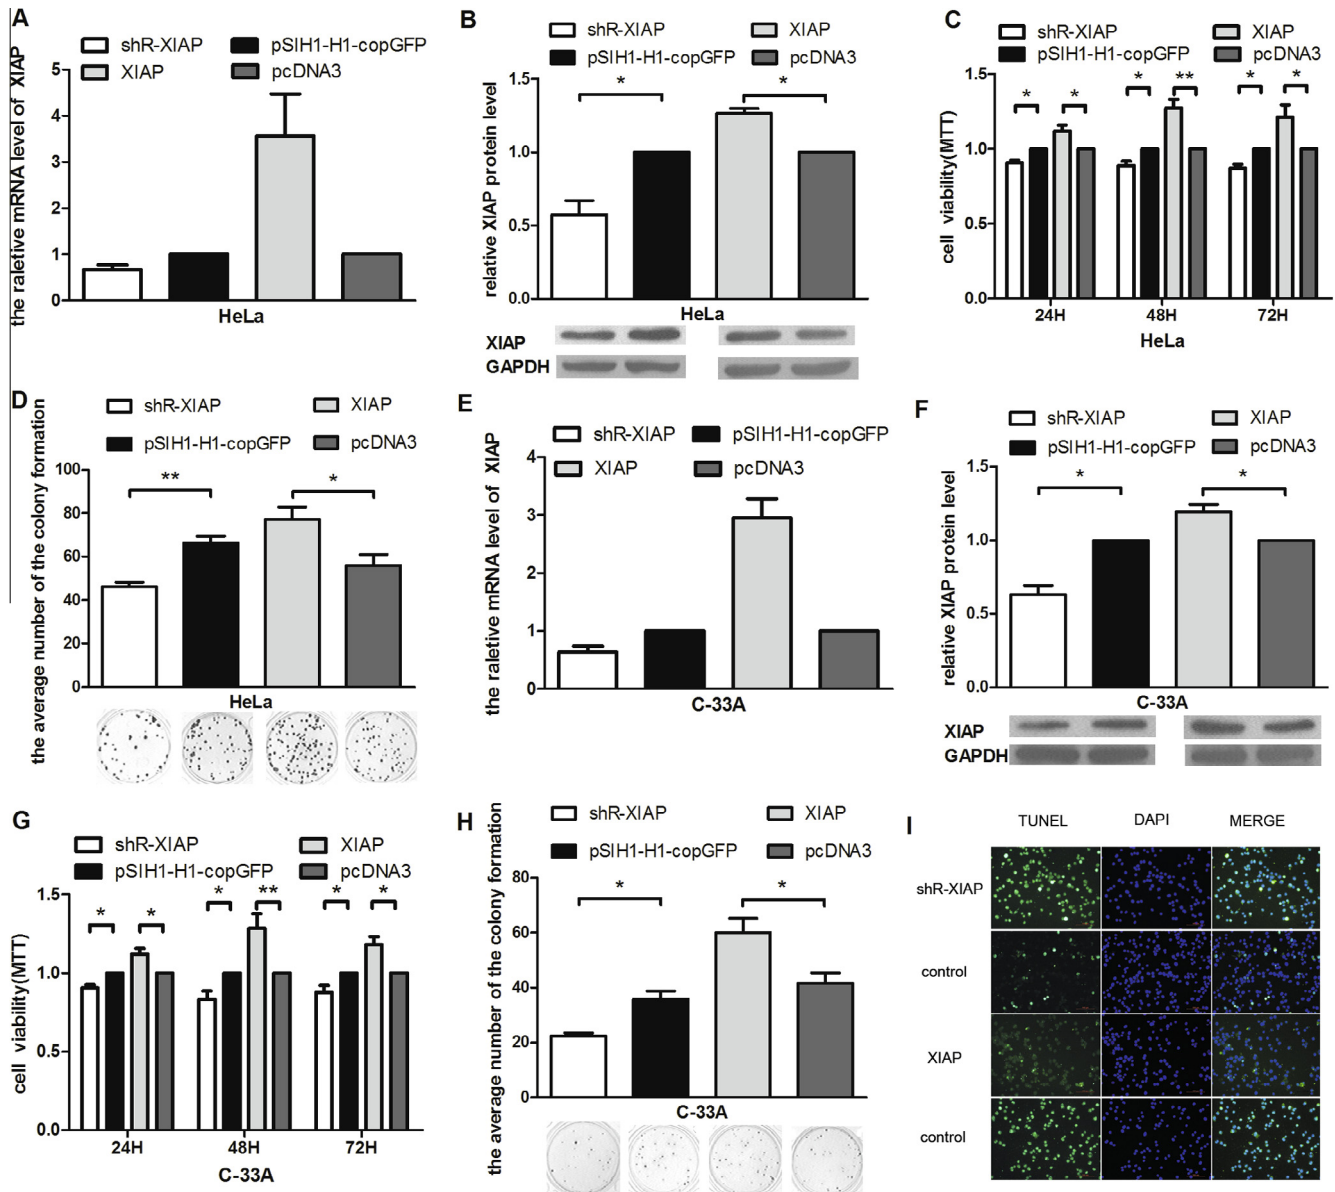 A
shR-XIAP
pSIH1-H1-copGFP
XIAP
pcDNA3
the raletive mRNA level of XIAP
5
4
3
2
1
0
HeLa
B
shR-XIAP
XIAP
pSIH1-H1-copGFP
pcDNA3
relative XIAP protein level
1.5
1.0
0.5
0.0
*
*
HeLa
XIAP
GAPDH
C
shR-XIAP
XIAP
pSIH1-H1-copGFP
pcDNA3
cell viability(MTT)
1.5
1.0
0.5
0.0
*
*
*
**
*
*
24H
48H
72H
HeLa
D
shR-XIAP
XIAP
pSIH1-H1-copGFP
pcDNA3
the average number of the colony formation
100
80
60
40
20
0
**
*
HeLa
E
shR-XIAP
pSIH1-H1-copGFP
XIAP
pcDNA3
the raletive mRNA level of XIAP
4
3
2
1
0
C-33A
F
shR-XIAP
XIAP
pSIH1-H1-copGFP
pcDNA3
relative XIAP protein level
1.5
1.0
0.5
0.0
*
*
C-33A
XIAP
GAPDH
G
shR-XIAP
XIAP
pSIH1-H1-copGFP
pcDNA3
cell viability(MTT)
1.5
1.0
0.5
0.0
*
*
*
**
*
*
24H
48H
72H
C-33A
H
shR-XIAP
XIAP
pSIH1-H1-copGFP
pcDNA3
the average number of the colony formation
80
60
40
20
0
*
*
C-33A
I
TUNEL
DAPI
MERGE
shR-XIAP
control
XIAP
control